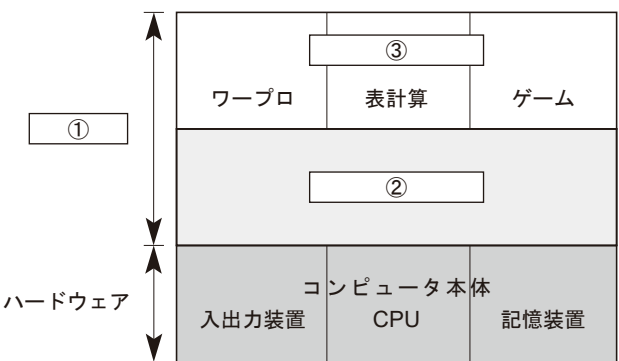 ③
ワープロ 表計算 ゲーム
①
②
ハードウェア
コンピュータ本体
入出力装置 CPU 記憶装置